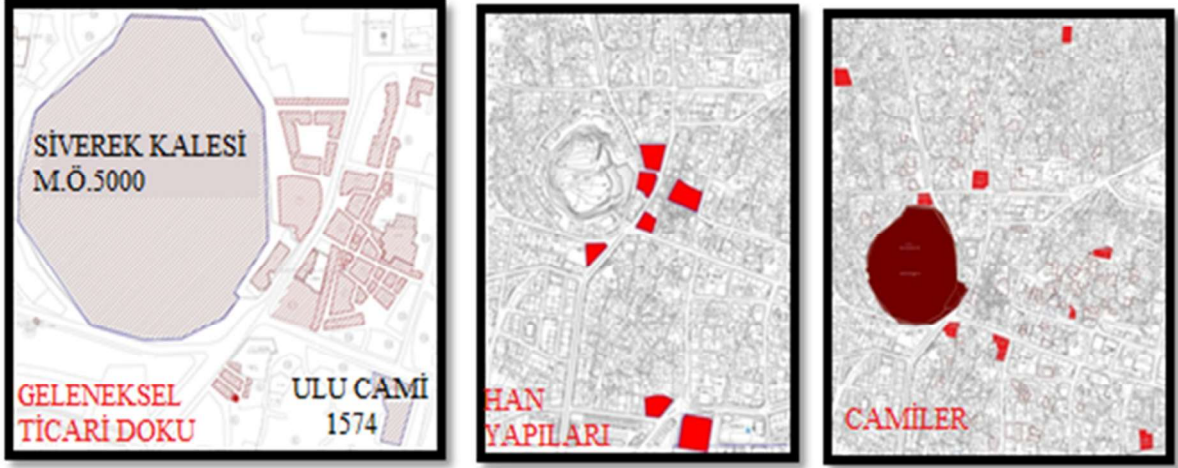 SİVEREK KALESİ
M.Ö.5000
GELENEKSEL
TİCARİ DOKU
ULU CAMİ
1574
HAN
YAPILARI
CAMİLER